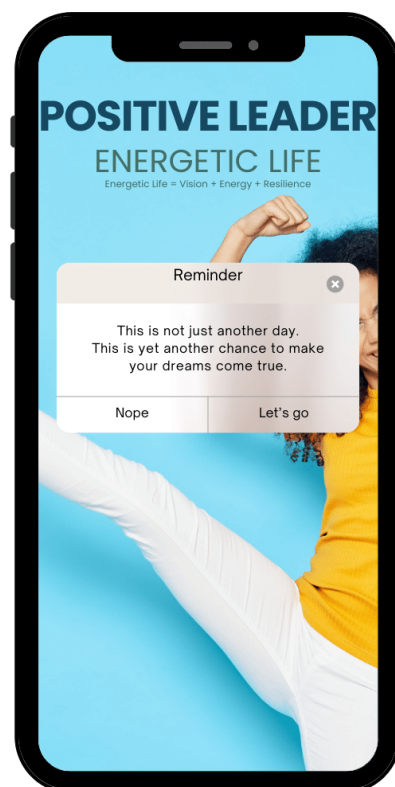 POSITIVE LEADER
ENERGETIC LIFE
Energetic Life = Vision + Energy + Resilience
Reminder
This is not just another day.
This is yet another chance to make
your dreams come true.
Nope
Let's go